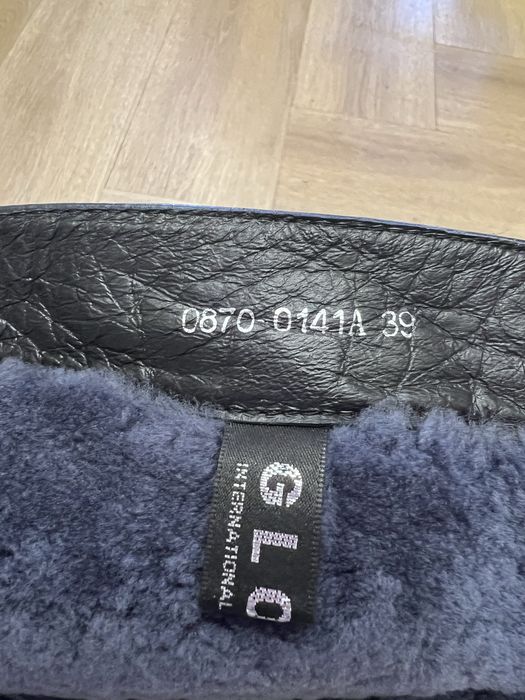 0870-0141A 39
GLO
INTERNATIONAL